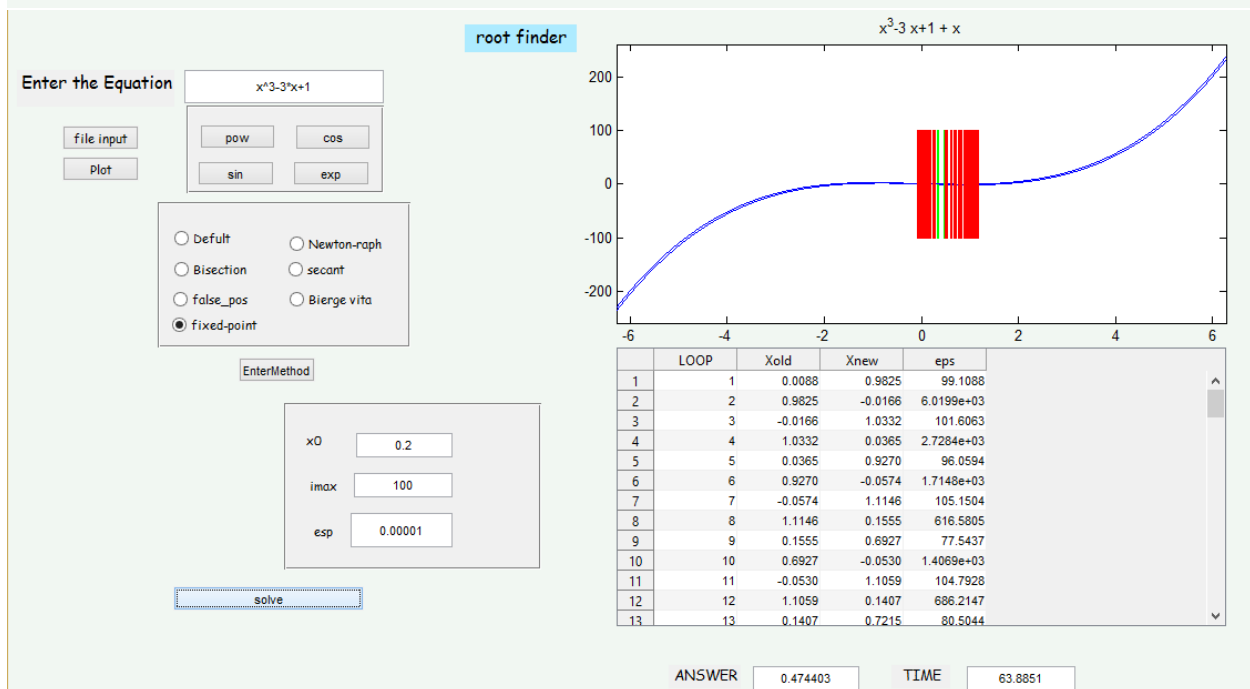 root finder
Enter the Equation
x^3-3*x+1
file input
Plot
pow
cos
sin
exp
Defult
Newton-raph
Bisection
secant
false_pos
Bierge vita
fixed-point
EnterMethod
x0
0.2
imax
100
esp
0.00001
solve
x³-3 x+1 + x
200
100
0
-100
-200
-6 -4 -2 0 2 4 6
LOOP Xold Xnew eps
1 1 0.0088 0.9825 99.1088
2 2 0.9825 -0.0166 6.0199e+03
3 3 -0.0166 1.0332 101.6063
4 4 1.0332 0.0365 2.7284e+03
5 5 0.0365 0.9270 96.0594
6 6 0.9270 -0.0574 1.7148e+03
7 7 -0.0574 1.1146 105.1504
8 8 1.1146 0.1555 616.5805
9 9 0.1555 0.6927 77.5437
10 10 0.6927 -0.0530 1.4069e+03
11 11 -0.0530 1.1059 104.7928
12 12 1.1059 0.1407 686.2147
13 13 0.1407 0.7215 80.5044
ANSWER
0.474403
TIME
63.8851